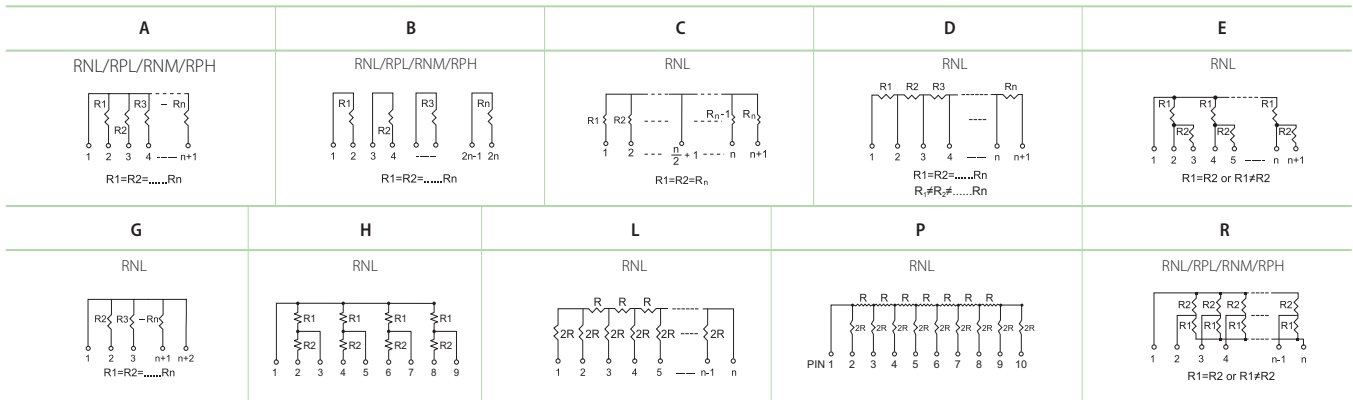 A B C D E
RNL/RPL/RNM/RPH RNL/RPL/RNM/RPH RNL RNL RNL
R1 R3 Rn
R2
1 2 3 4 n+1
R1=R2=......Rn
R1 R3 Rn
R2
1 2 3 4 2n-1 2n
R1 R2 Rn-1 Rn
1 2 n/2 + 1 n n+1
R1=R2=Rn
R1 R2 R3 Rn
1 2 3 4 n n+1
R1=R2=......Rn
R1≠R2≠......Rn
R1 R1 R1
R2 R2 R2
1 2 3 4 5 n n+1
R1=R2 or R1≠R2
G H L P R
RNL RNL RNL RNL RNL/RPL/RNM/RPH
R2 R3 Rn
1 2 3 n+1 n+2
R1=R2=......Rn
R1 R1 R1 R1
R2 R2 R2 R2
1 2 3 4 5 6 7 8 9
R R R
2R 2R 2R 2R 2R 2R
1 2 3 4 5 n-1 n
R R R R R R R
2R 2R 2R 2R 2R 2R 2R 2R 2R
PIN 1 2 3 4 5 6 7 8 9 10
R2 R2 R2 R2
R1 R1 R1 R1
1 2 3 4 n-1 n
R1=R2 or R1≠R2